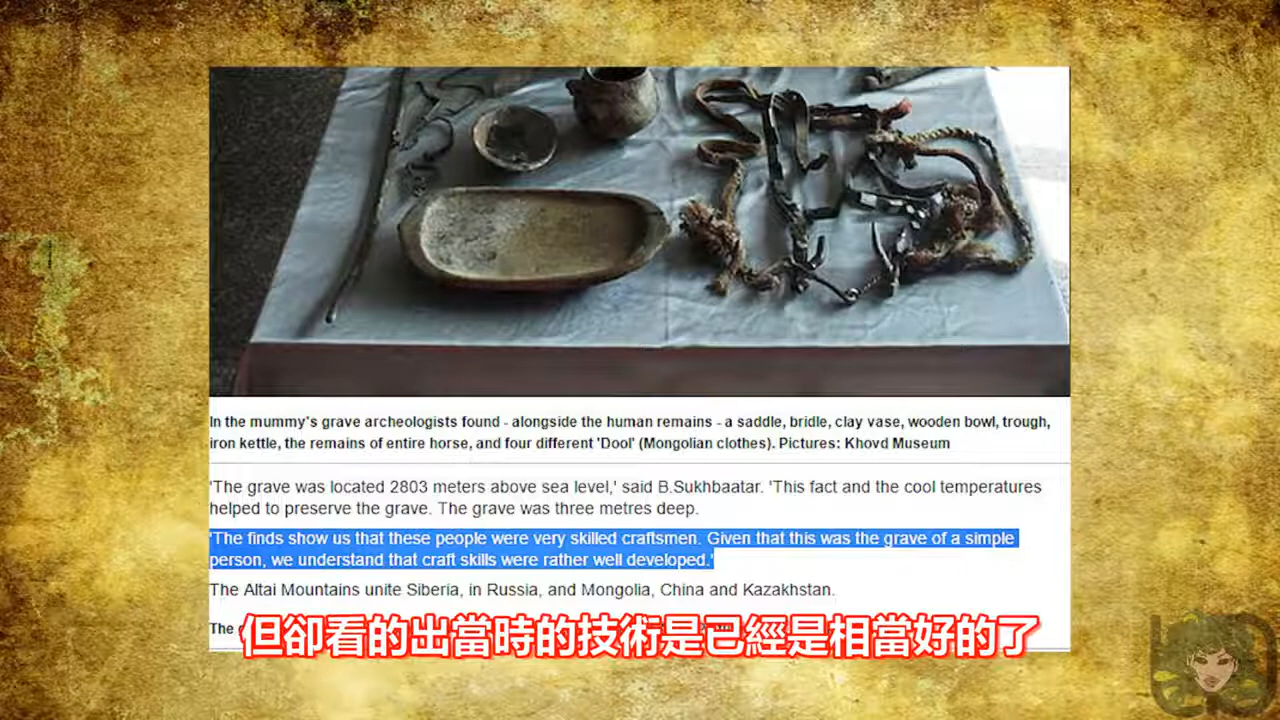 In the mummy's grave archeologists found - alongside the human remains - a saddle, bridle, clay vase, wooden bowl, trough,
iron kettle, the remains of entire horse, and four different 'Dool' (Mongolian clothes). Pictures: Khovd Museum
'The grave was located 2803 meters above sea level,' said B.Sukhbaatar. 'This fact and the cool temperatures
helped to preserve the grave. The grave was three metres deep.
'The finds show us that these people were very skilled craftsmen. Given that this was the grave of a simple
person, we understand that craft skills were rather well developed.'
The Altai Mountains unite Siberia, in Russia, and Mongolia, China and Kazakhstan.
The
但卻看的出當時的技術是已經是相當好的了